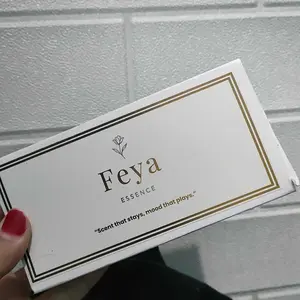 Feya
ESSENCE
"Scent that stays, mood that plays."